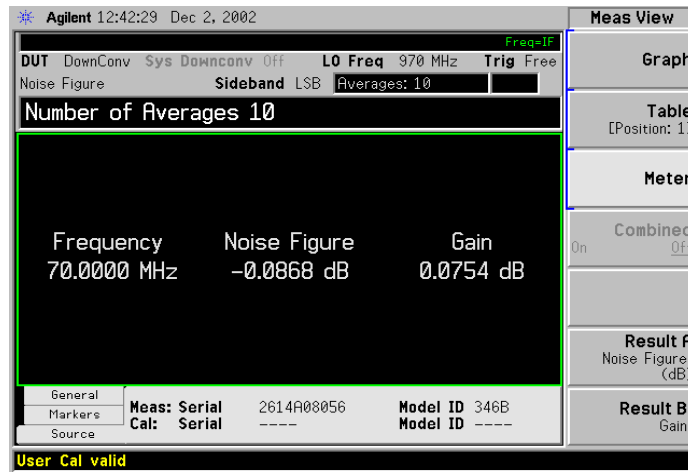 Agilent 12:42:29 Dec 2, 2002
Meas View
Freq=IF
DUT DownConv Sys Downconv Off LO Freq 970 MHz Trig Free
Noise Figure Sideband LSB Averages: 10
Number of Averages 10
Frequency Noise Figure Gain
70.0000 MHz -0.0868 dB 0.0754 dB
General
Markers
Source
Meas: Serial 2614A08056 Model ID 346B
Cal: Serial ---- Model ID ----
User Cal valid
Graph
Table
[Position: 1]
Meter
Combined
On Off
Result A
Noise Figure
(dB)
Result B
Gain